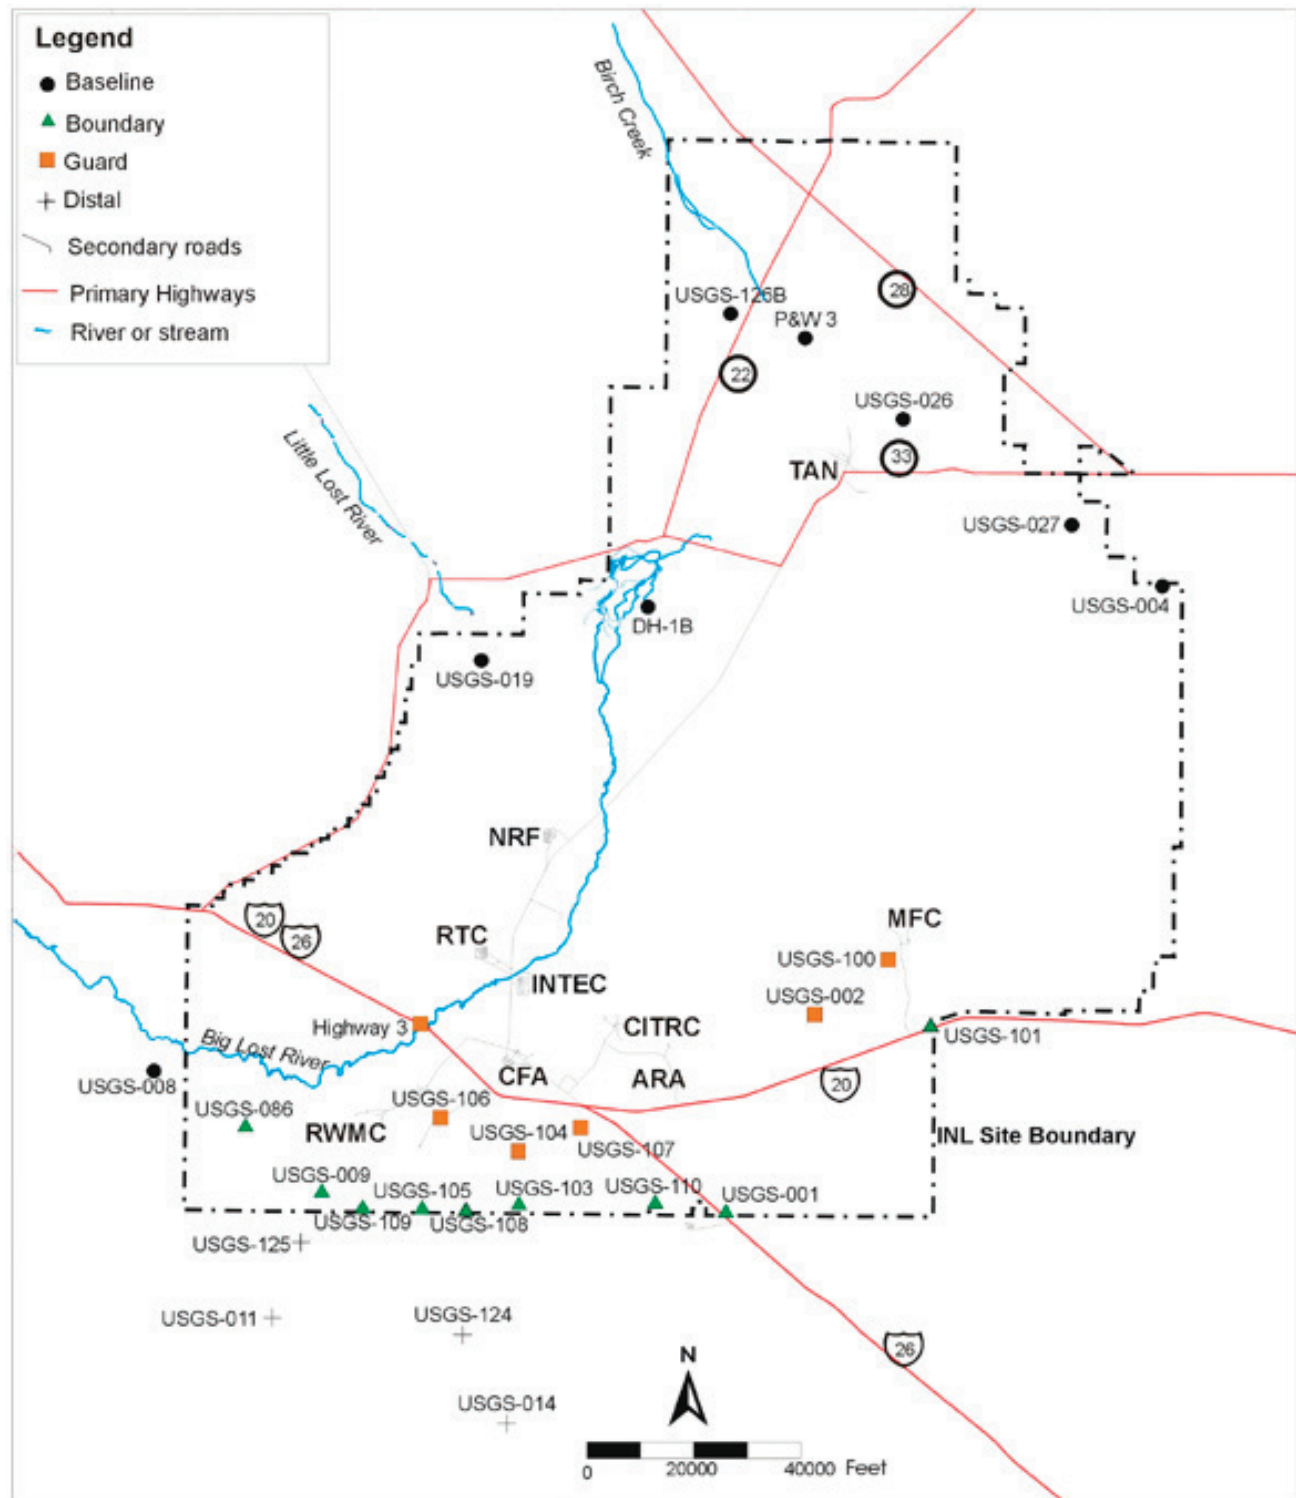 Legend
Baseline
Boundary
Guard
Distal
Secondary roads
Primary Highways
River or stream
Birch Creek
28
USGS-126B
P&W 3
22
USGS-026
33
TAN
Little Lost River
USGS-027
USGS-004
DH-1B
USGS-019
NRF
20
26
RTC
MFC
INTEC
USGS-100
USGS-002
Highway 3
CITRC
USGS-101
Big Lost River
USGS-008
CFA
ARA
20
USGS-086
USGS-106
RWMC
USGS-104
USGS-107
INL Site Boundary
USGS-009
USGS-105
USGS-103
USGS-110
USGS-001
USGS-109
USGS-108
USGS-125
USGS-011
USGS-124
26
N
USGS-014
0 20000 40000 Feet